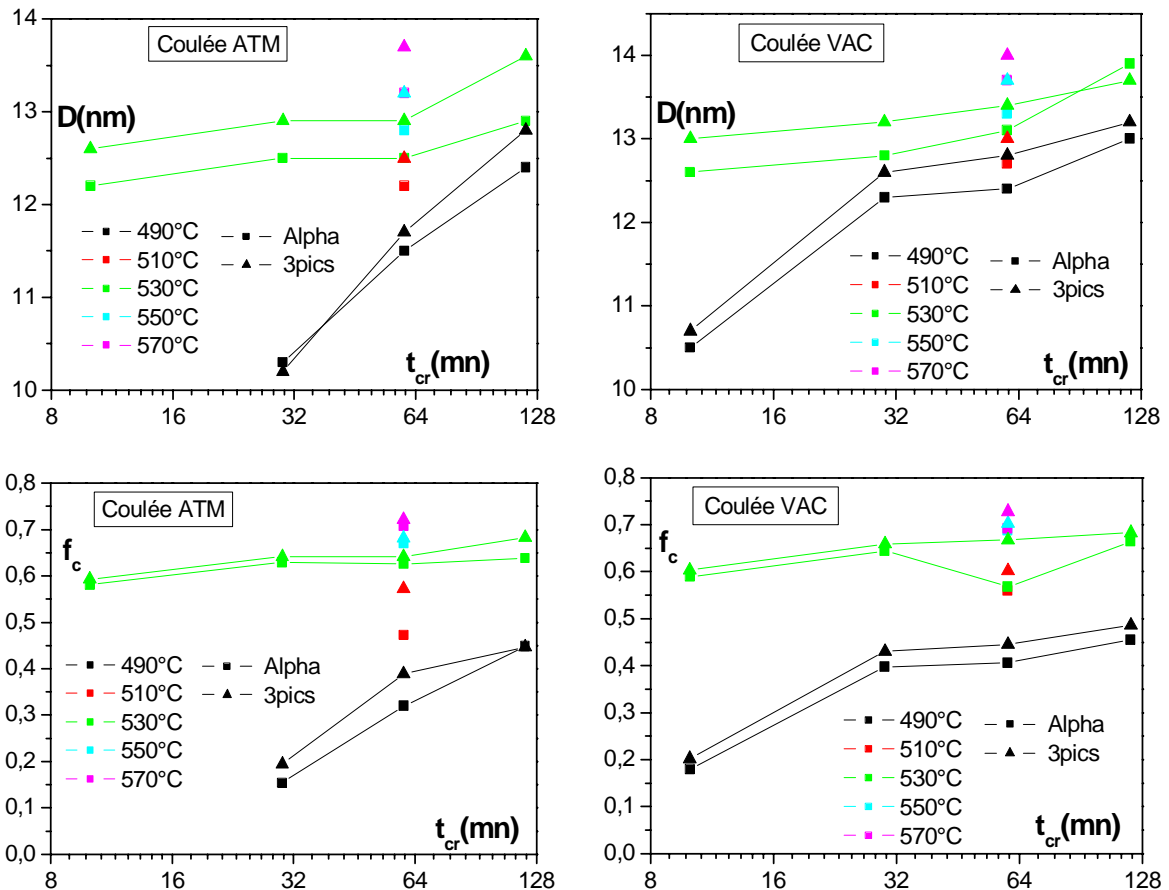 Coulée ATM
D(nm)
14
13
12
11
10
490°C
510°C
530°C
550°C
570°C
Alpha
3pics
t_cr(mn)
8 16 32 64 128
Coulée VAC
D(nm)
14
13
12
11
10
490°C
510°C
530°C
550°C
570°C
Alpha
3pics
t_cr(mn)
8 16 32 64 128
Coulée ATM
f_c
0,8
0,7
0,6
0,5
0,4
0,3
0,2
0,1
0,0
490°C
510°C
530°C
550°C
570°C
Alpha
3pics
t_cr(mn)
8 16 32 64 128
Coulée VAC
f_c
0,8
0,7
0,6
0,5
0,4
0,3
0,2
0,1
0,0
490°C
510°C
530°C
550°C
570°C
Alpha
3pics
t_cr(mn)
8 16 32 64 128